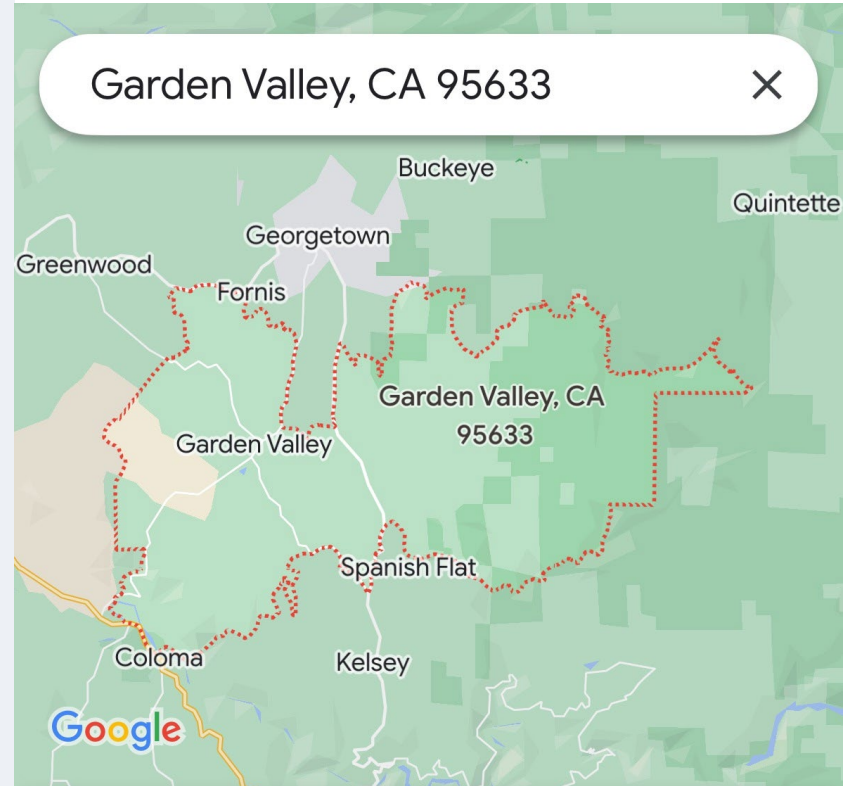 Garden Valley, CA 95633
Buckeye
Quintette
Georgetown
Greenwood
Fornis
Garden Valley, CA
95633
Garden Valley
Spanish Flat
Coloma
Kelsey
Google